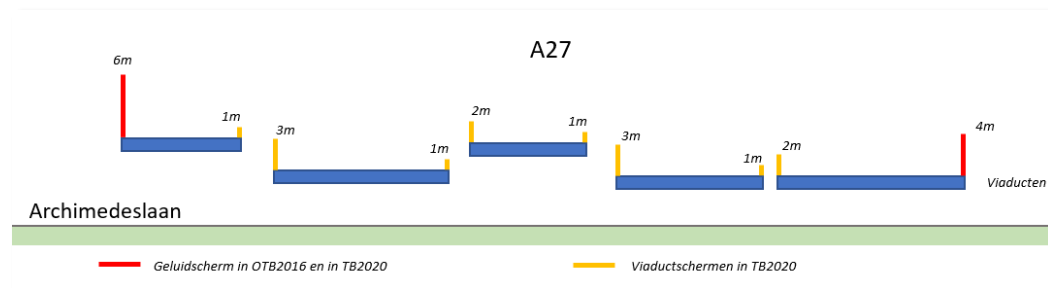 A27
6m
1m
3m
1m
2m
1m
3m
1m
2m
4m
Viaducten
Archimedeslaan
Geluidscherm in OTB2016 en in TB2020
Viaductschermen in TB2020